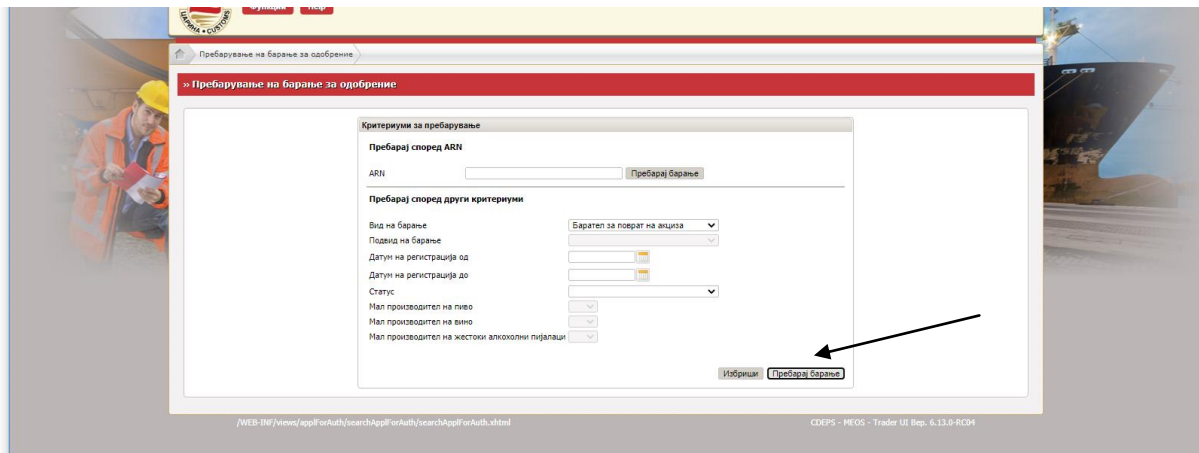 Функции Help
ЦАРИНА • CUSTOMS
Пребарување на барање за одобрение
» Пребарување на барање за одобрение
Критериуми за пребарување
Пребарај според ARN
ARN Пребарај барање
Пребарај според други критериуми
Вид на барање Барател за поврат на акциза
Подвид на барање
Датум на регистрација од
Датум на регистрација до
Статус
Мал производител на пиво
Мал производител на вино
Мал производител на жестоки алкохолни пијалаци
Избриши Пребарај барање
/WEB-INF/views/applForAuth/searchApplForAuth/searchApplForAuth.xhtml CDEPS - MEOS - Trader UI Вер. 6.13.0-RC04